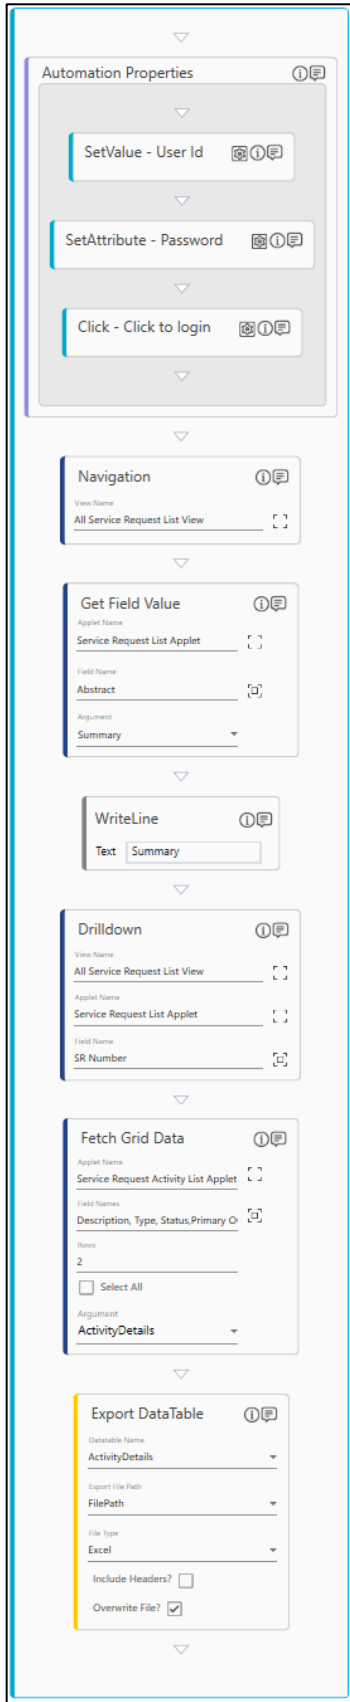 Automation Properties
SetValue - User Id
SetAttribute - Password
Click - Click to login
Navigation
View Name
All Service Request List View
Get Field Value
Applet Name
Service Request List Applet
Field Name
Abstract
Argument
Summary
WriteLine
Text Summary
Drilldown
View Name
All Service Request List View
Applet Name
Service Request List Applet
Field Name
SR Number
Fetch Grid Data
Applet Name
Service Request Activity List Applet
Field Names
Description, Type, Status,Primary O
Rows
2
Select All
Argument
ActivityDetails
Export DataTable
Datatable Name
ActivityDetails
Export File Path
FilePath
File Type
Excel
Include Headers?
Overwrite File?